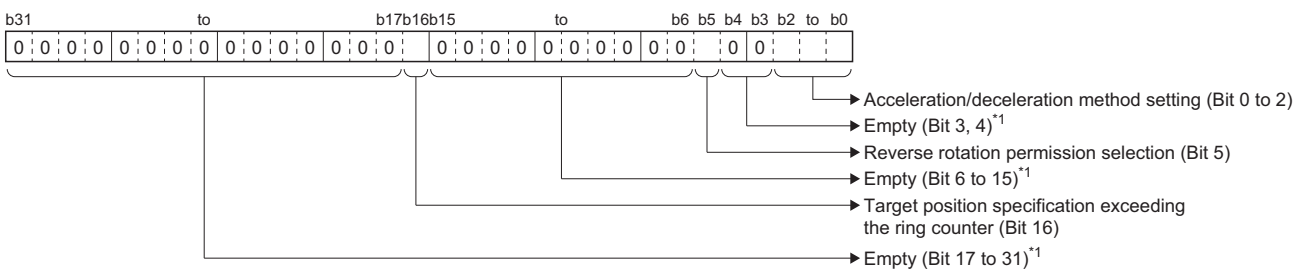 b31 to b17b16b15 to b6 b5 b4 b3 b2 to b0
0 0 0 0 0 0 0 0 0 0 0 0 0 0 0 0 0 0 0 0 0 0 0 0 0 0 0
Acceleration/deceleration method setting (Bit 0 to 2)
Empty (Bit 3, 4)*1
Reverse rotation permission selection (Bit 5)
Empty (Bit 6 to 15)*1
Target position specification exceeding
the ring counter (Bit 16)
Empty (Bit 17 to 31)*1